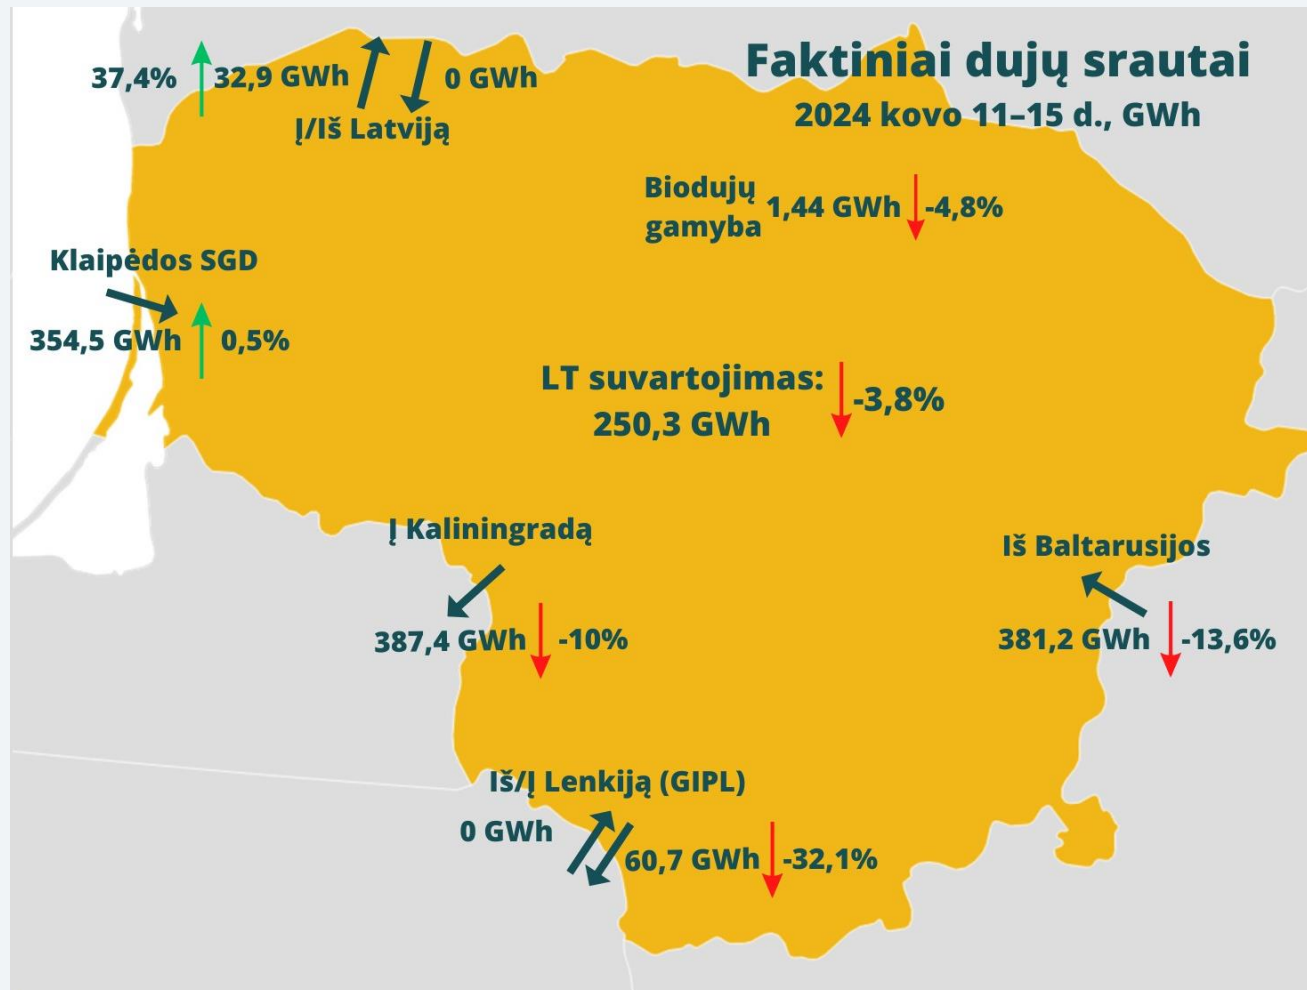 Faktiniai dujų srautai
2024 kovo 11–15 d., GWh
37,4% 32,9 GWh 0 GWh
Į/Iš Latviją
Biodujų
gamyba
1,44 GWh -4,8%
Klaipėdos SGD
354,5 GWh 0,5%
LT suvartojimas:
250,3 GWh
-3,8%
Į Kaliningradą
387,4 GWh -10%
Iš Baltarusijos
381,2 GWh -13,6%
Iš/Į Lenkiją (GIPL)
0 GWh
60,7 GWh -32,1%